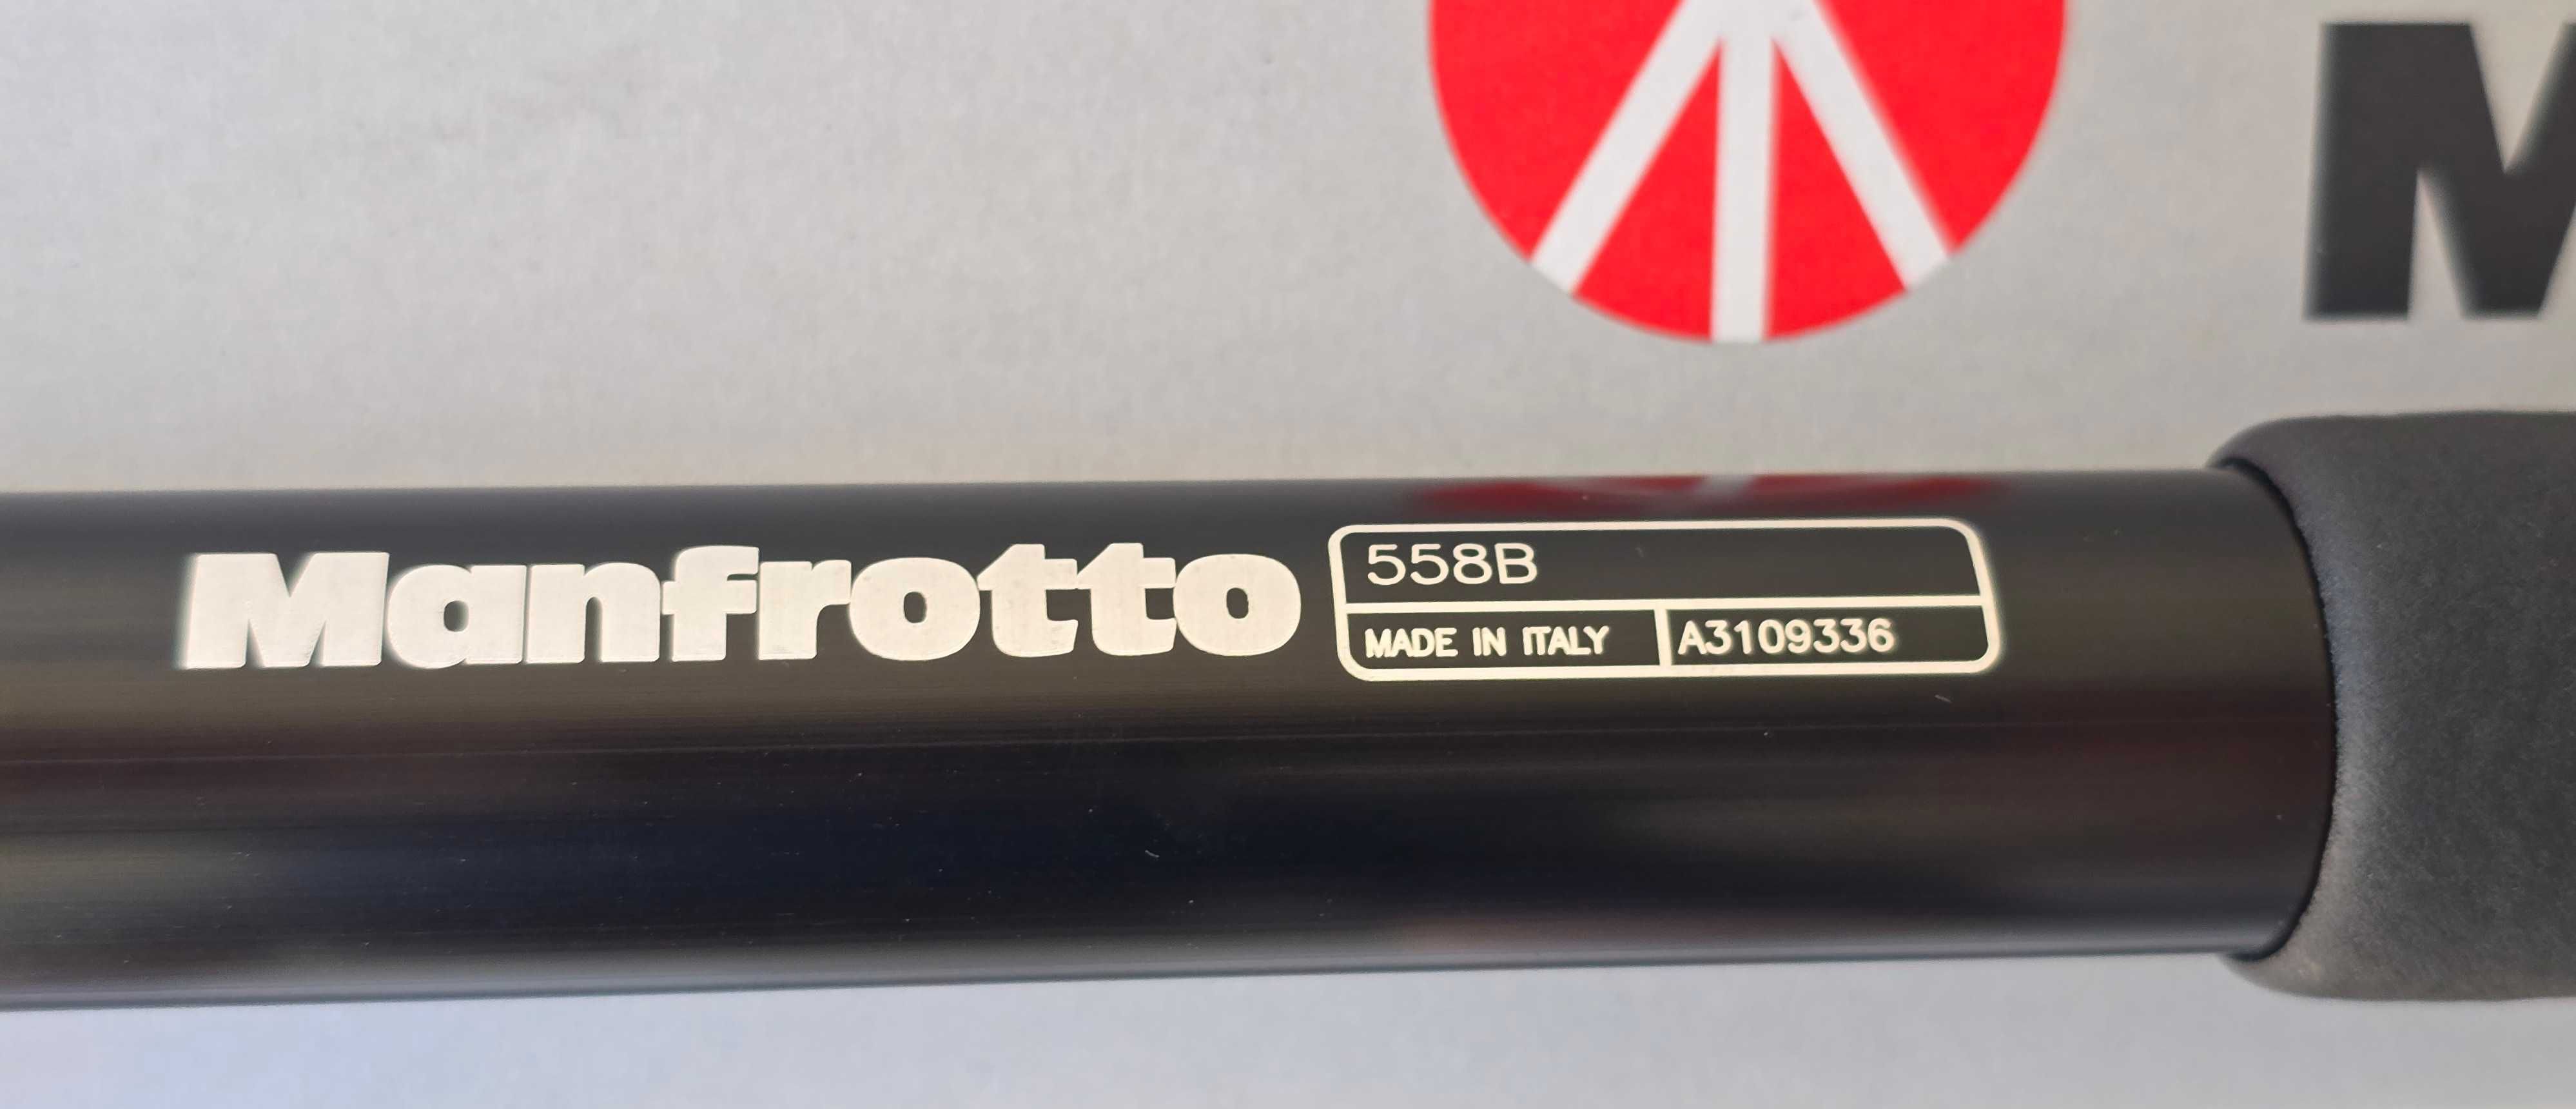 M
Manfrotto
558B
MADE IN ITALY
A3109336